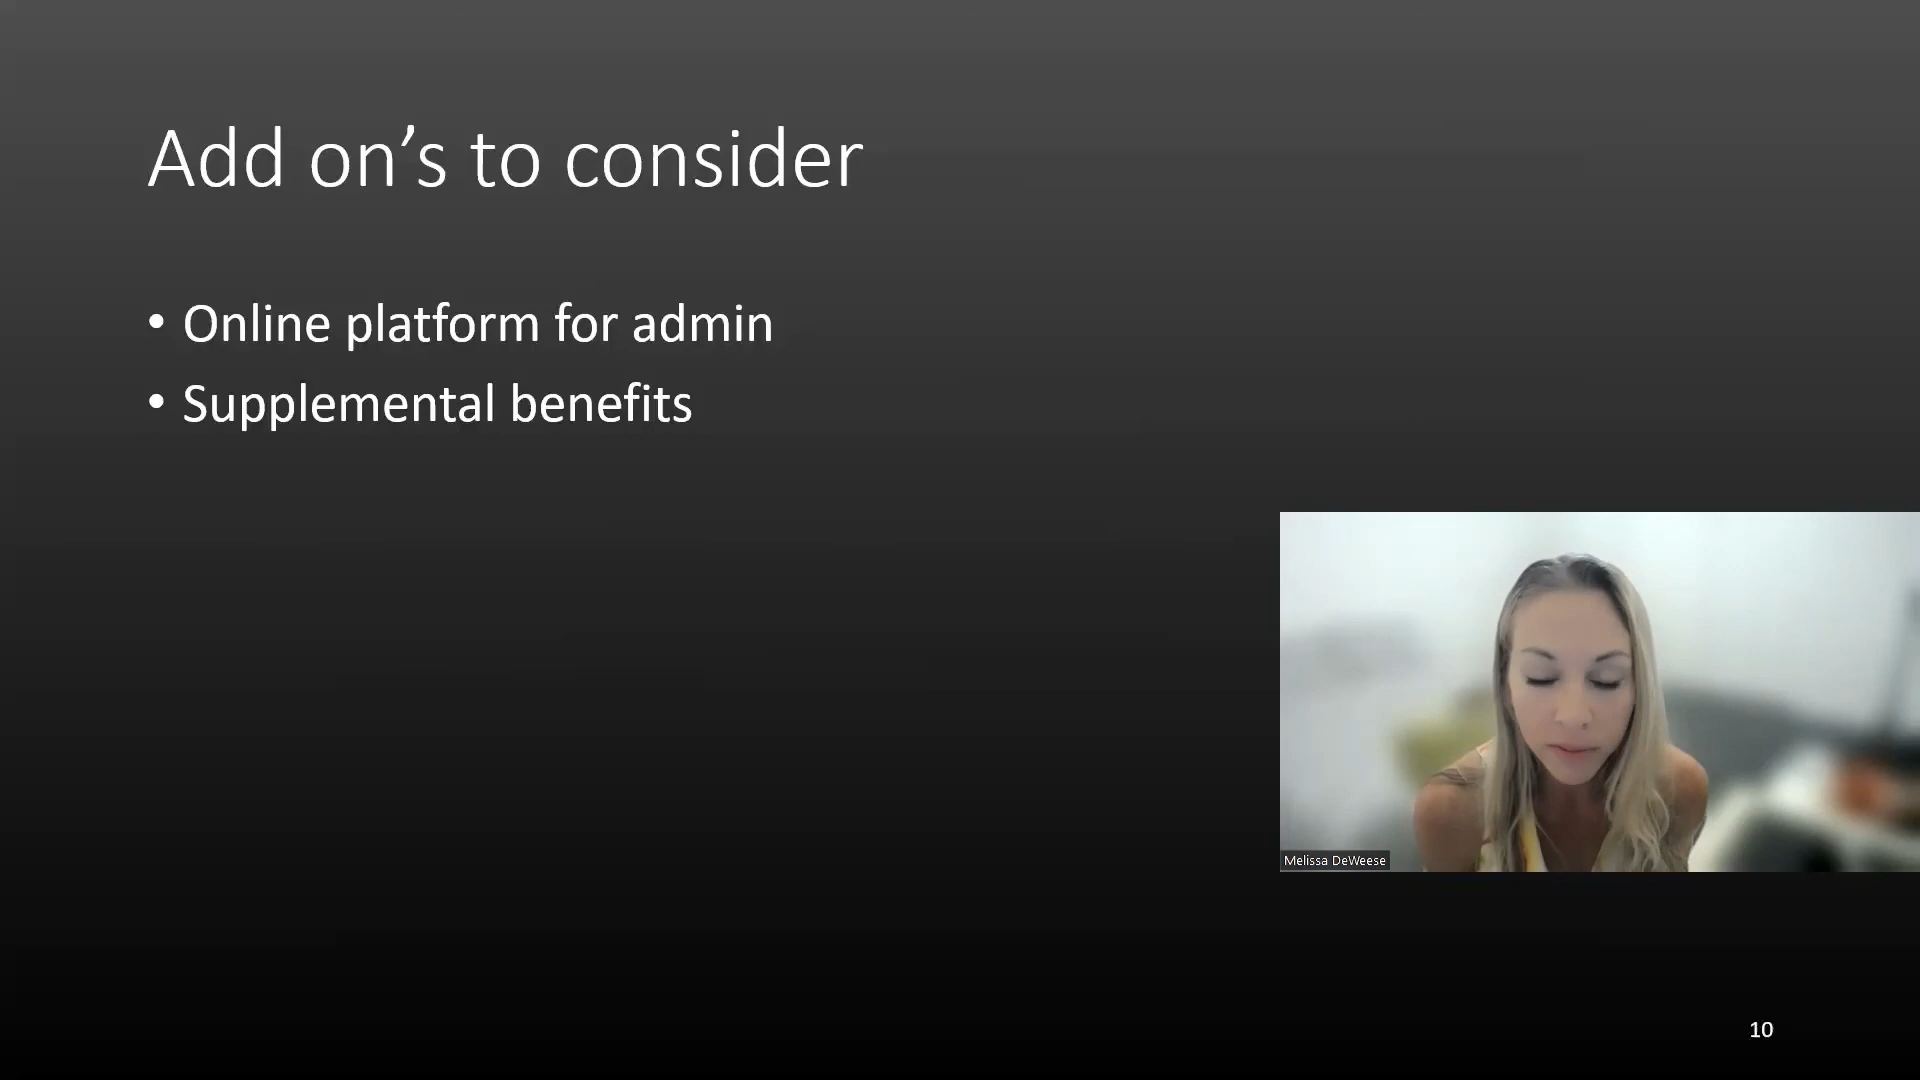 Add on’s to consider
• Online platform for admin
• Supplemental benefits
Melissa DeWeese
10